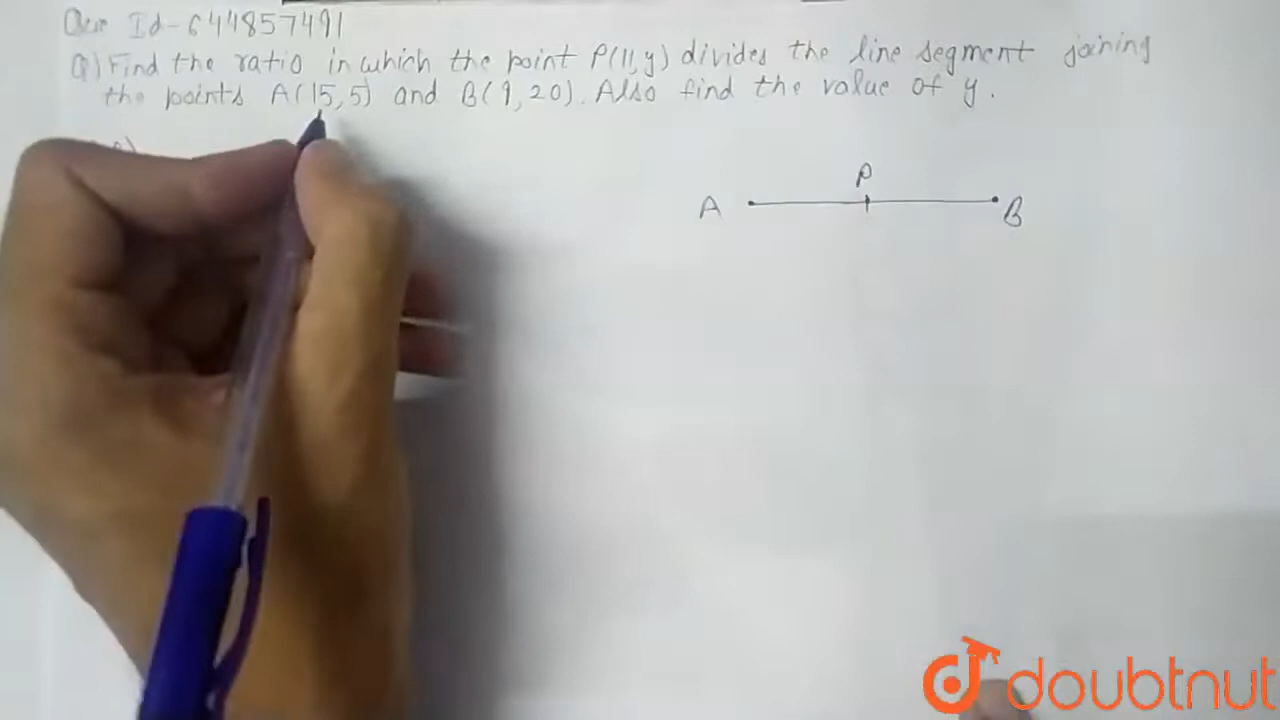 Que Id-644857491
Q) Find the ratio in which the point P(11,y) divides the line segment joining
the points A(15,5) and B(9,20). Also find the value of y.
P
A B
doubtnut